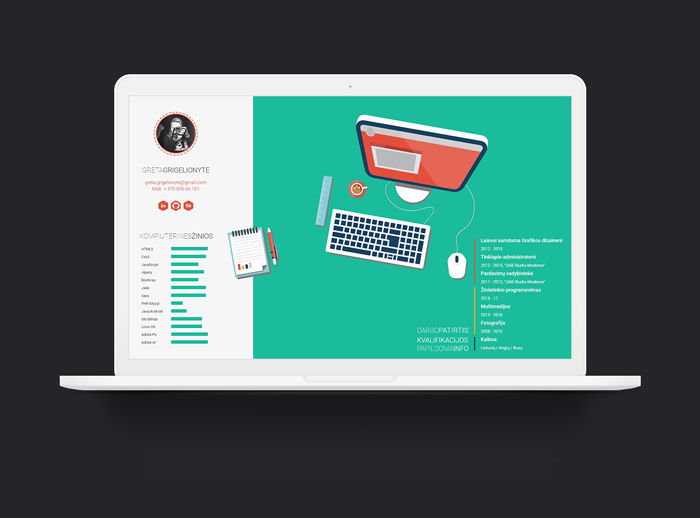 GRETAGRIGELIONYTĖ
greta.grigelionyte@gmail.com
Mob: + 370 653 66 101
in
Bē
KOMPIUTERINĖSŽINIOS
HTML5
Css3
JavaScript
Jquery
Bootstrap
Jade
Sass
PHP/Mysql
Java/Android
Git/Github
Linux OS
Adobe Ps
Adobe Ai
Laisvai samdoma Grafikos dizainerė
2012 - 2015
Tinklapio administratorė
2012 - 2013, "UAB Studio-Moderna"
Pardavimų vadybininkė
2011 - 2012, "UAB Studio-Moderna"
Žiniatinklio programavimas
2016 - 17
Multimedijos
2015 - 2016
Fotografija
2008 - 2010
DARBOPATIRTIS
KVALIFIKACIJOS
PAPILDOMAINFO
Kalbos:
Lietuvių / Anglų / Rusų